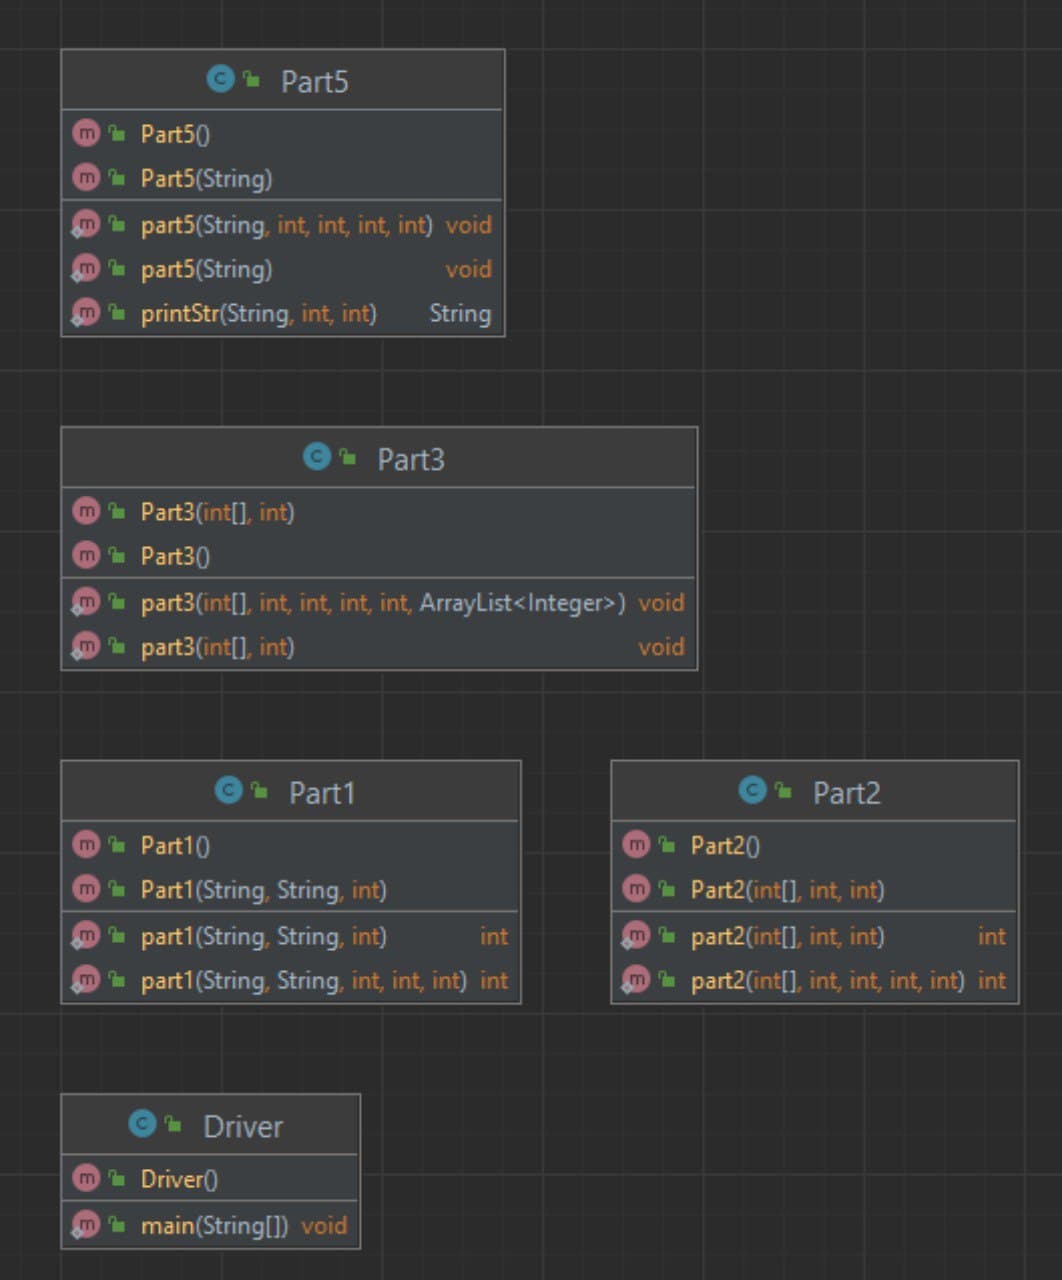 Part5
Part5()
Part5(String)
part5(String, int, int, int, int) void
part5(String) void
printStr(String, int, int) String
Part3
Part3(int[], int)
Part3()
part3(int[], int, int, int, int, ArrayList<Integer>) void
part3(int[], int) void
Part1
Part1()
Part1(String, String, int)
part1(String, String, int) int
part1(String, String, int, int, int) int
Part2
Part2()
Part2(int[], int, int)
part2(int[], int, int) int
part2(int[], int, int, int, int) int
Driver
Driver()
main(String[]) void